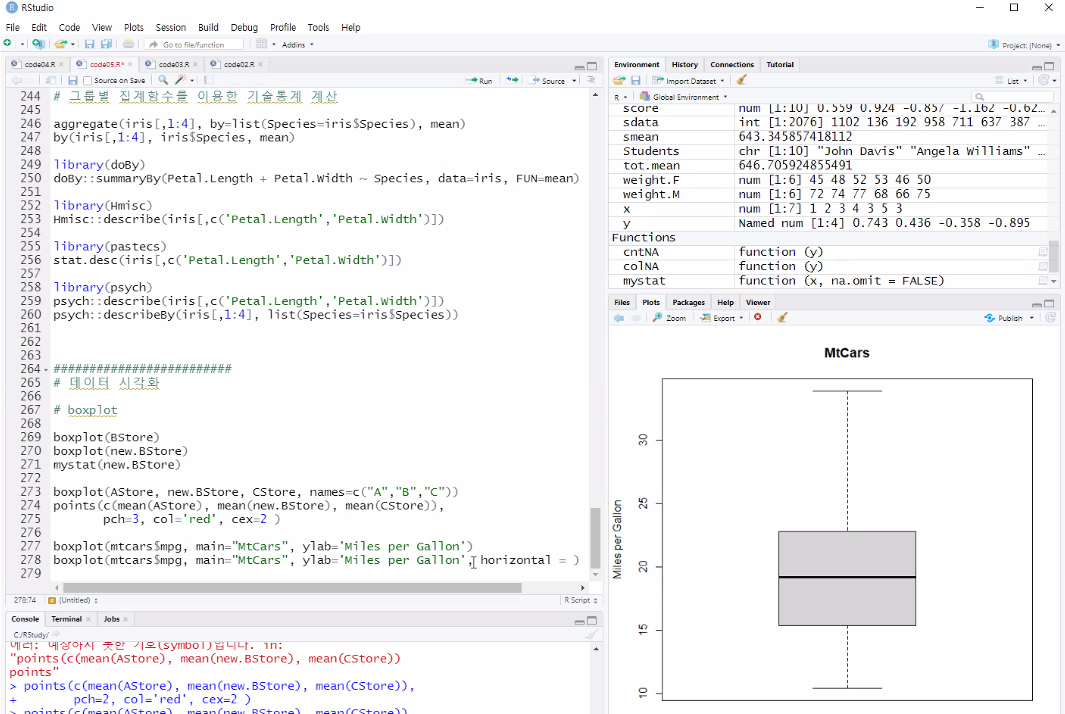 RStudio
File Edit Code View Plots Session Build Debug Profile Tools Help
Go to file/function Addins Project: (None)
code04.R code05.R* code03.R code02.R
Source on Save Run Source
244 # 그룹별 집계함수를 이용한 기술통계 계산
245
246 aggregate(iris[,1:4], by=list(Species=iris$Species), mean)
247 by(iris[,1:4], iris$Species, mean)
248
249 library(doBy)
250 doBy::summaryBy(Petal.Length + Petal.Width ~ Species, data=iris, FUN=mean)
251
252 library(Hmisc)
253 Hmisc::describe(iris[,c('Petal.Length','Petal.Width')])
254
255 library(pastecs)
256 stat.desc(iris[,c('Petal.Length','Petal.Width')])
257
258 library(psych)
259 psych::describe(iris[,c('Petal.Length','Petal.Width')])
260 psych::describeBy(iris[,1:4], list(Species=iris$Species))
261
262
263
264 #########################
265 # 데이터 시각화
266
267 # boxplot
268
269 boxplot(BStore)
270 boxplot(new.BStore)
271 mystat(new.BStore)
272
273 boxplot(AStore, new.BStore, CStore, names=c("A","B","C"))
274 points(c(mean(AStore), mean(new.BStore), mean(CStore)),
275 pch=3, col='red', cex=2 )
276
277 boxplot(mtcars$mpg, main="MtCars", ylab='Miles per Gallon')
278 boxplot(mtcars$mpg, main="MtCars", ylab='Miles per Gallon', horizontal = )
279
278:74 (Untitled) R Script
Console Terminal Jobs
C:/RStudy/
에러: 예상하지 못한 기호(symbol)입니다. in:
"points(c(mean(AStore), mean(new.BStore), mean(CStore))
points"
> points(c(mean(AStore), mean(new.BStore), mean(CStore)),
+ pch=2, col='red', cex=2 )
> points(c(mean(AStore), mean(new.BStore), mean(CStore)),
Environment History Connections Tutorial
Import Dataset List
R Global Environment
score num [1:10] 0.559 0.924 -0.857 -1.162 -0.62...
sdata int [1:2076] 1102 136 192 958 711 637 387 ...
smean 643.345857418112
Students chr [1:10] "John Davis" "Angela Williams" ...
tot.mean 646.705924855491
weight.F num [1:6] 45 48 52 53 46 50
weight.M num [1:6] 72 74 77 68 66 75
x num [1:7] 1 2 3 4 3 5 3
y Named num [1:4] 0.743 0.436 -0.358 -0.895
Functions
cntNA function (y)
colNA function (y)
mystat function (x, na.omit = FALSE)
Files Plots Packages Help Viewer
Zoom Export Publish
MtCars
Miles per Gallon
30
25
20
15
10